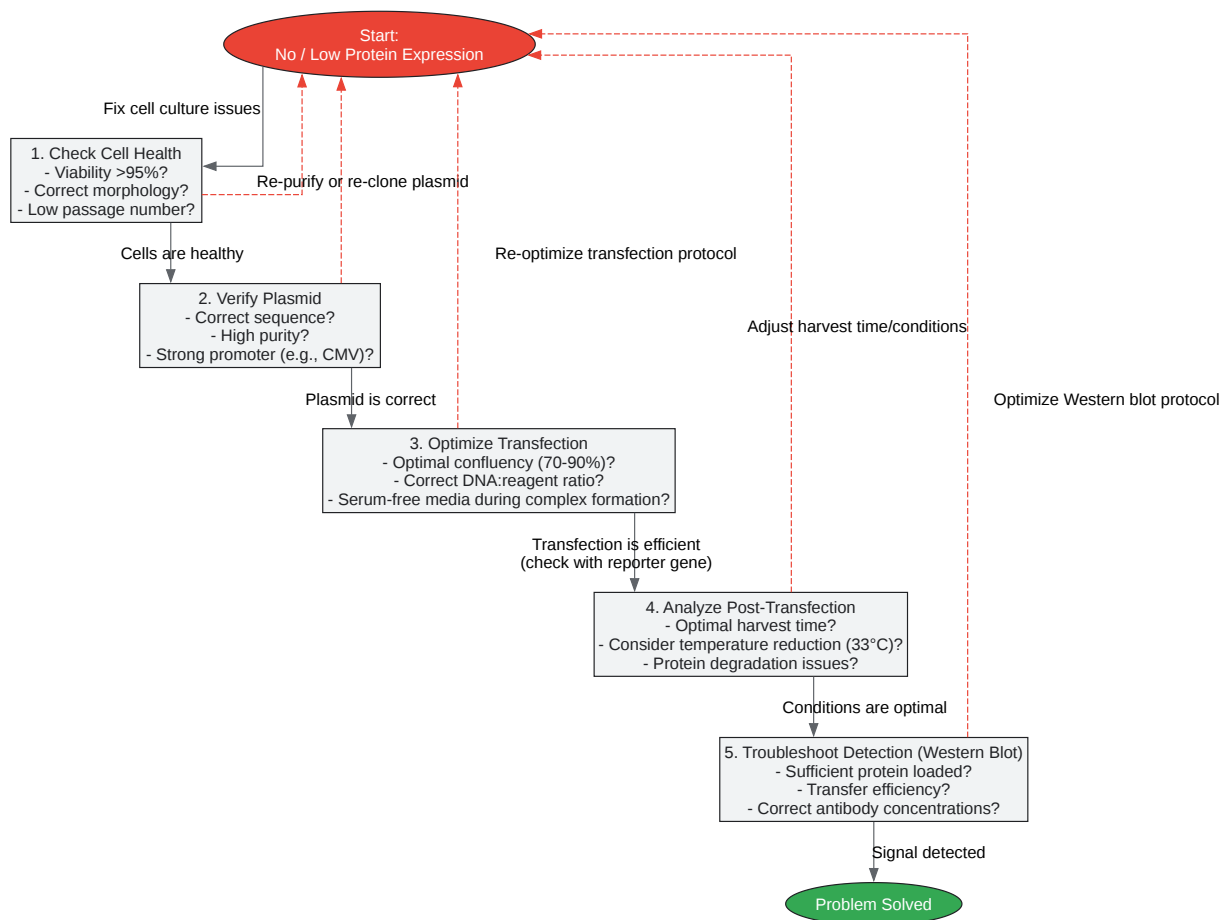 Start:
No / Low Protein Expression
Fix cell culture issues
1. Check Cell Health
- Viability >95%?
- Correct morphology?
- Low passage number?
Re-purify or re-clone plasmid
Cells are healthy
Re-optimize transfection protocol
2. Verify Plasmid
- Correct sequence?
- High purity?
- Strong promoter (e.g., CMV)?
Adjust harvest time/conditions
Plasmid is correct
Optimize Western blot protocol
3. Optimize Transfection
- Optimal confluency (70-90%)?
- Correct DNA:reagent ratio?
- Serum-free media during complex formation?
Transfection is efficient
(check with reporter gene)
4. Analyze Post-Transfection
- Optimal harvest time?
- Consider temperature reduction (33°C)?
- Protein degradation issues?
Conditions are optimal
5. Troubleshoot Detection (Western Blot)
- Sufficient protein loaded?
- Transfer efficiency?
- Correct antibody concentrations?
Signal detected
Problem Solved